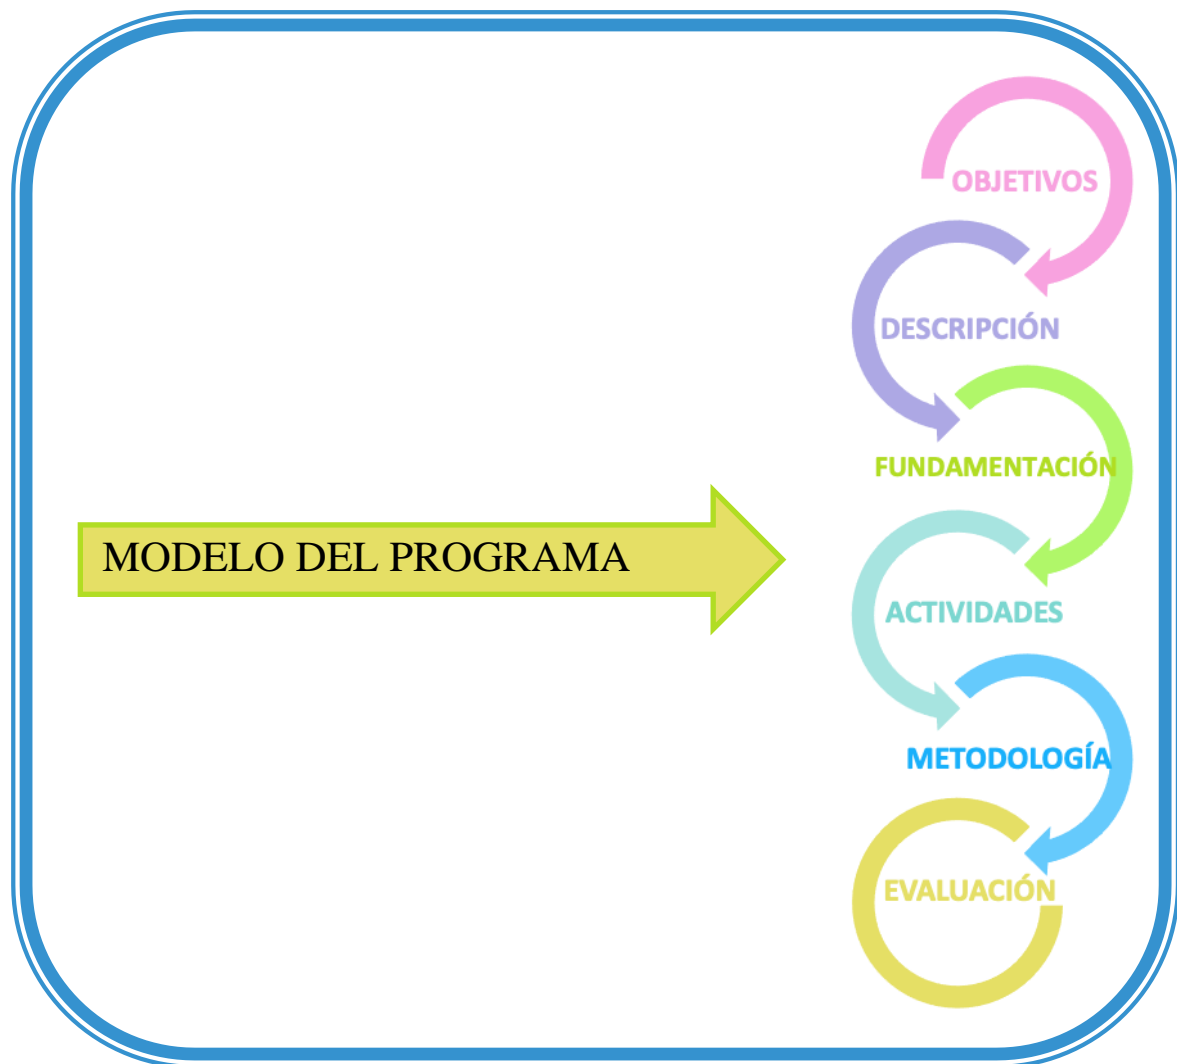 OBJETIVOS
DESCRIPCIÓN
FUNDAMENTACIÓN
MODELO DEL PROGRAMA
ACTIVIDADES
METODOLOGÍA
EVALUACIÓN